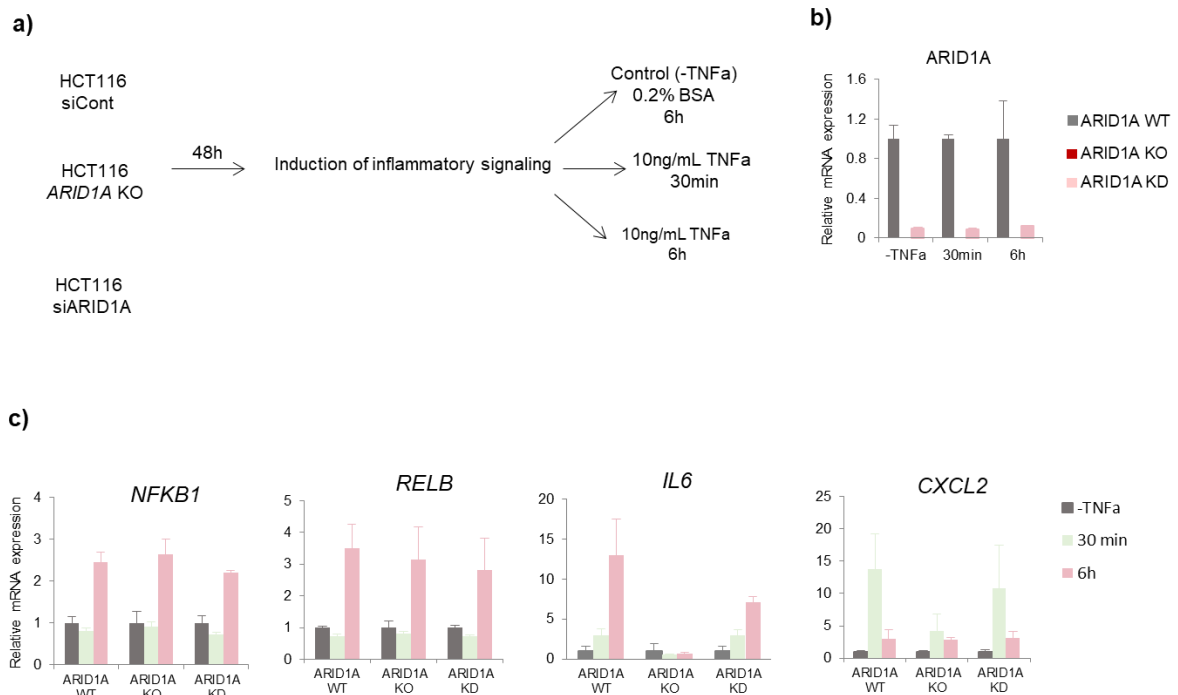 a)
HCT116
siCont
HCT116
ARID1A KO
HCT116
siARID1A
48h
Induction of inflammatory signaling
Control (-TNFa)
0.2% BSA
6h
10ng/mL TNFa
30min
10ng/mL TNFa
6h
b)
ARID1A
Relative mRNA expression
1.6
1.2
0.8
0.4
0
-TNFa 30min 6h
ARID1A WT
ARID1A KO
ARID1A KD
c)
NFKB1
Relative mRNA expression
4
3
2
1
0
ARID1A ARID1A ARID1A
WT KO KD
RELB
5
4
3
2
1
0
ARID1A ARID1A ARID1A
WT KO KD
IL6
20
15
10
5
0
ARID1A ARID1A ARID1A
WT KO KD
CXCL2
25
20
15
10
5
0
ARID1A ARID1A ARID1A
WT KO KD
-TNFa
30 min
6h